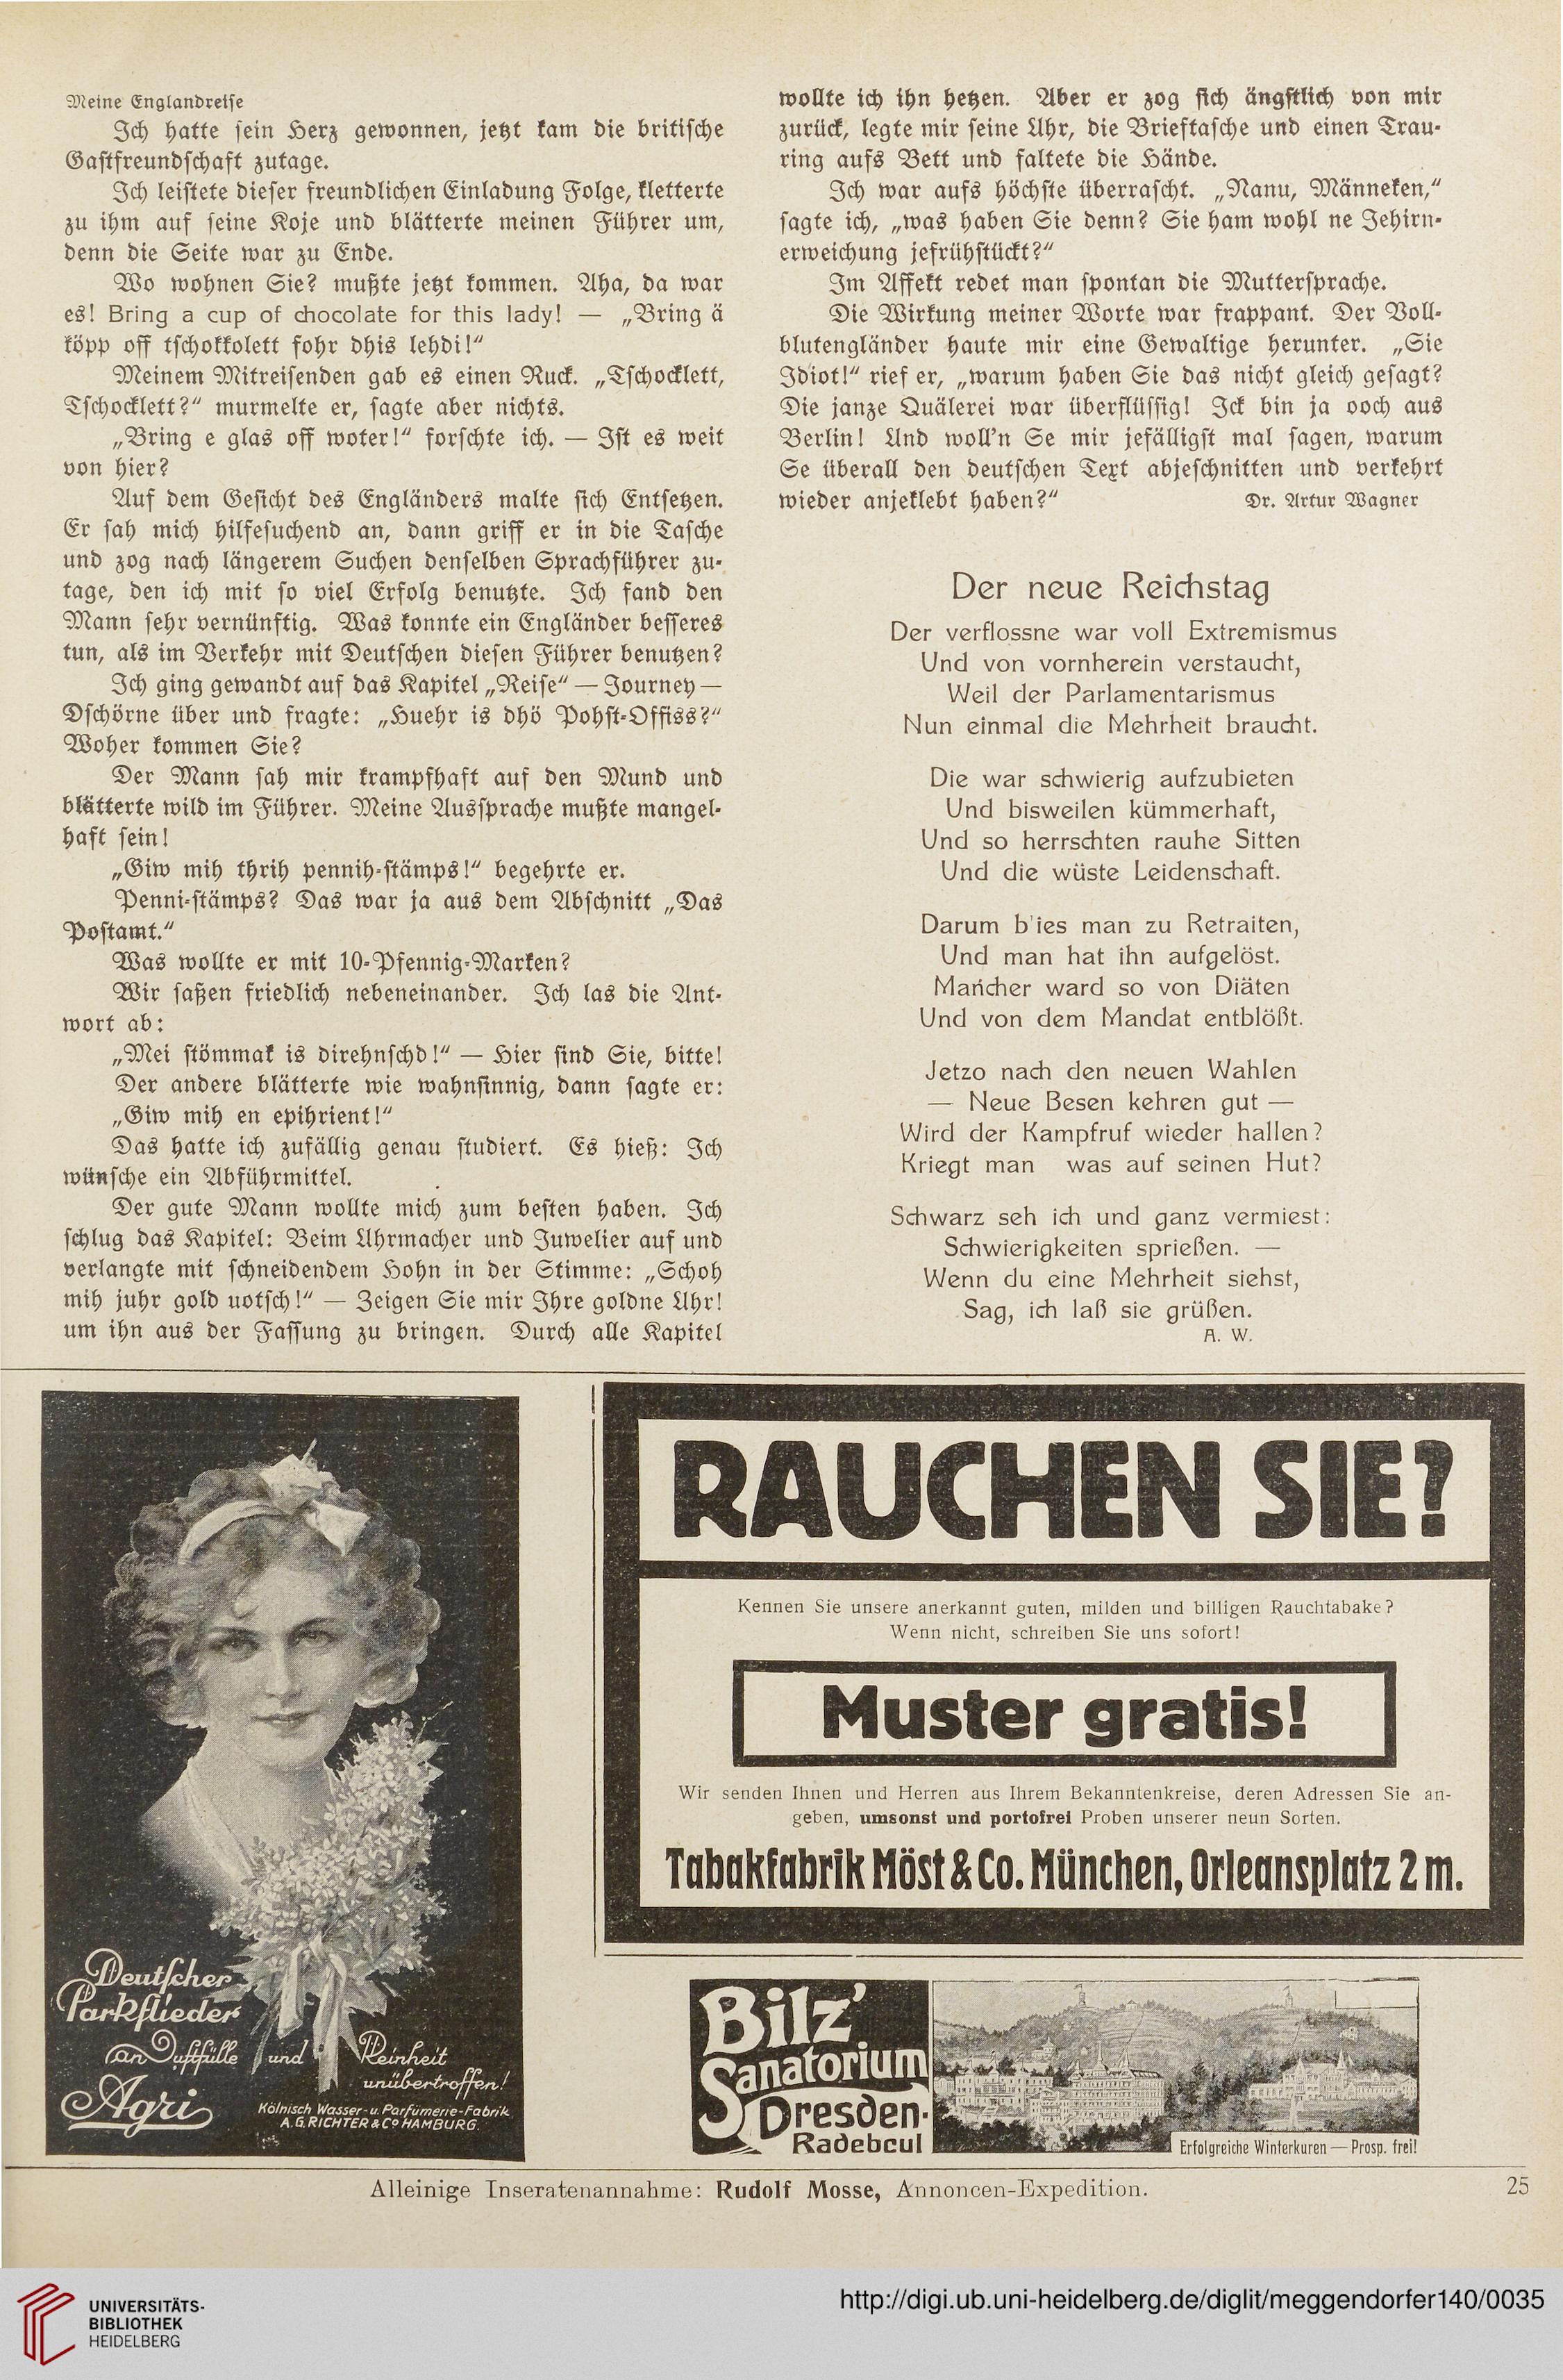 Meine Englandreise
Ich hatte sein Herz gewonnen, jetzt kam die britische
Gastfreundschaft zutage.
Ich leistete dieser freundlichen Einladung Folge, kletterte
zu ihm auf seine Koje und blätterte meinen Führer um,
denn die Seite war zu Ende.
Wo wohnen Sie? mußte jetzt kommen. Aha, da war
es! Bring a cup of chocolate for this lady! — „Bring ä
köpp off tschokkolett fohr dhis lehdi!“
Meinem Mitreisenden gab es einen Ruck. „Tschocklett,
Tschocklett?“ murmelte er, sagte aber nichts.
„Bring e glas off woter!“ forschte ich. — Ist es weit
von hier?
Auf dem Gesicht des Engländers malte sich Entsetzen.
Er sah mich hilfesuchend an, dann griff er in die Tasche
und zog nach längerem Suchen denselben Sprachführer zu-
tage, den ich mit so viel Erfolg benutzte. Ich fand den
Mann sehr vernünftig. Was konnte ein Engländer besseres
tun, als im Verkehr mit Deutschen diesen Führer benutzen?
Ich ging gewandt auf das Kapitel „Reise“ — Journey —
Dschörne über und fragte: „Huehr is dhö Pohst-Offiss?“
Woher kommen Sie?
Der Mann sah mir krampfhaft auf den Mund und
blätterte wild im Führer. Meine Aussprache mußte mangel-
haft sein!
„Giw mih thrih pennih-stämps!“ begehrte er.
Penni-stämps? Das war ja aus dem Abschnitt „Das
Postamt.“
Was wollte er mit 10-Pfennig-Marken?
Wir saßen friedlich nebeneinander. Ich las die Ant-
wort ab:
„Mei stömmak is direhnschd!“ — Hier sind Sie, bitte!
Der andere blätterte wie wahnsinnig, dann sagte er:
„Giw mih en epihrient!“
Das hatte ich zufällig genau studiert. Es hieß: Ich
wünsche ein Abführmittel.
Der gute Mann wollte mich zum besten haben. Ich
schlug das Kapitel: Beim Uhrmacher und Juwelier auf und
verlangte mit schneidendem Hohn in der Stimme: „Schoh
mih juhr gold uotsch!“ — Zeigen Sie mir Ihre goldne Uhr!
um ihn aus der Fassung zu bringen. Durch alle Kapitel
wollte ich ihn hetzen. Aber er zog sich ängstlich von mir
zurück, legte mir seine Uhr, die Brieftasche und einen Trau-
ring aufs Bett und faltete die Hände.
Ich war aufs höchste überrascht. „Nanu, Männeken,“
sagte ich, „was haben Sie denn? Sie ham wohl ne Jehirn-
erweichung jefrühstückt?“
Im Affekt redet man spontan die Muttersprache.
Die Wirkung meiner Worte war frappant. Der Voll-
blutengländer haute mir eine Gewaltige herunter. „Sie
Idiot!“ rief er, „warum haben Sie das nicht gleich gesagt?
Die janze Quälerei war überflüssig! Ick bin ja ooch aus
Berlin! Und woll'n Se mir jefälligst mal sagen, warum
Se überall den deutschen Text abjeschnitten und verkehrt
wieder anjeklebt haben?“ Dr. Artur Wagner
Der neue Reichstag
Der verflossne war voll Extremismus
Und von vornherein verstaucht,
Weil der Parlamentarismus
Nun einmal die Mehrheit braucht.
Die war schwierig aufzubieten
Und bisweilen kümmerhaft,
Und so herrschten rauhe Sitten
Und die wüste Leidenschaft.
Darum b'ies man zu Retraiten,
Und man hat ihn aufgelöst.
Mancher ward so von Diäten
Und von dem Mandat entblößt.
Jetzo nach den neuen Wahlen
— Neue Besen kehren gut —
Wird der Kampfruf wieder hallen?
Kriegt man was auf seinen Hut?
Schwarz seh ich und ganz vermiest:
Schwierigkeiten sprießen. —
Wenn du eine Mehrheit siehst,
Sag, ich laß sie grüßen.
A. W.
Deutscher
Parkflieder
an Duftfülle und Reinheit
unübertroffen!
Agri
Kölnisch Wasser- u. Parfümerie-Fabrik
A.G. RICHTER & Co HAMBURG.
RAUCHEN SIE?
Kennen Sie unsere anerkannt guten, milden und billigen Rauchtabake?
Wenn nicht, schreiben Sie uns sofort!
Muster gratis!
Wir senden Ihnen und Herren aus Ihrem Bekanntenkreise, deren Adressen Sie an-
geben, umsonst und portofrei Proben unserer neun Sorten.
Tabakfabrik Möst & Co. München, Orleansplatz 2 m.
Bilz'
Sanatorium
Dresden-
Radebeul
Erfolgreiche Winterkuren — Prosp. frei!
Alleinige Inseratenannahme: Rudolf Mosse, Annoncen-Expedition.
25
UNIVERSITÄTS-
BIBLIOTHEK
HEIDELBERG
http://digi.ub.uni-heidelberg.de/diglit/meggendorfer140/0035